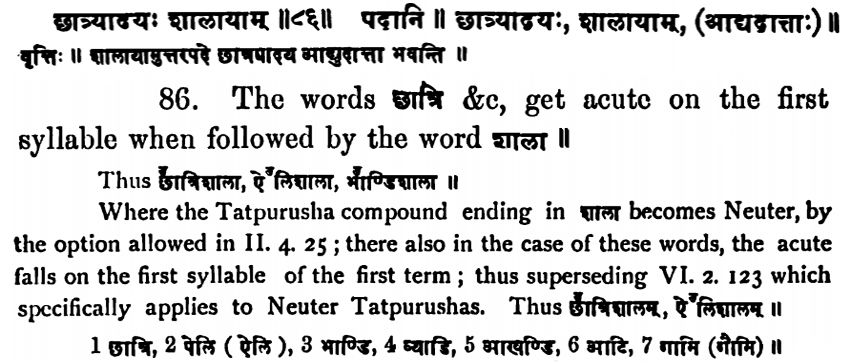 छात्र्यादयः शालायाम् ॥८६॥ पदानि ॥ छात्र्यादयः, शालायाम्, (आद्यदात्ताः) ॥
वृत्तिः ॥ शालायामुत्तरपदे छात्र्यादय आद्युदात्ता भवन्ति ॥
86. The words छात्रि &c, get acute on the first
syllable when followed by the word शाला ॥
Thus छाँत्रिशाला, ऐँलिशाला, भाँण्डिशाला ॥
Where the Tatpurusha compound ending in शाला becomes Neuter, by
the option allowed in II. 4. 25 ; there also in the case of these words, the acute
falls on the first syllable of the first term ; thus superseding VI. 2. 123 which
specifically applies to Neuter Tatpurushas. Thus छाँत्रिशालम्, ऐँलिशालम् ॥
1 छात्रि, 2 पेलि ( ऐलि ), 3 भाण्डि, 4 व्याडि, 5 आखण्डि, 6 आटि, 7 गामि (गौमि) ॥